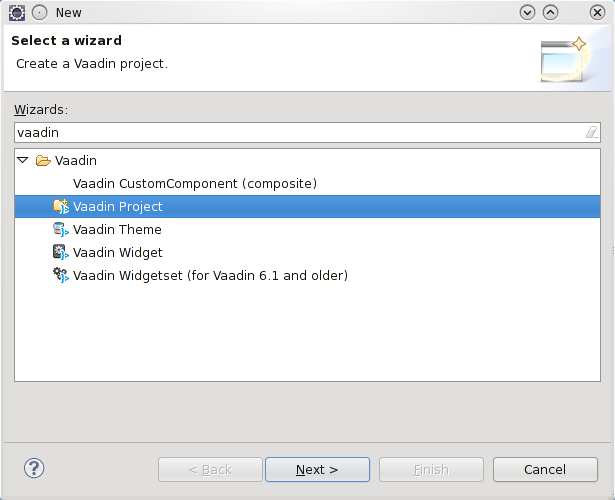 New
Select a wizard
Create a Vaadin project.
Wizards:
vaadin
Vaadin
Vaadin CustomComponent (composite)
Vaadin Project
Vaadin Theme
Vaadin Widget
Vaadin Widgetset (for Vaadin 6.1 and older)
? < Back Next > Finish Cancel